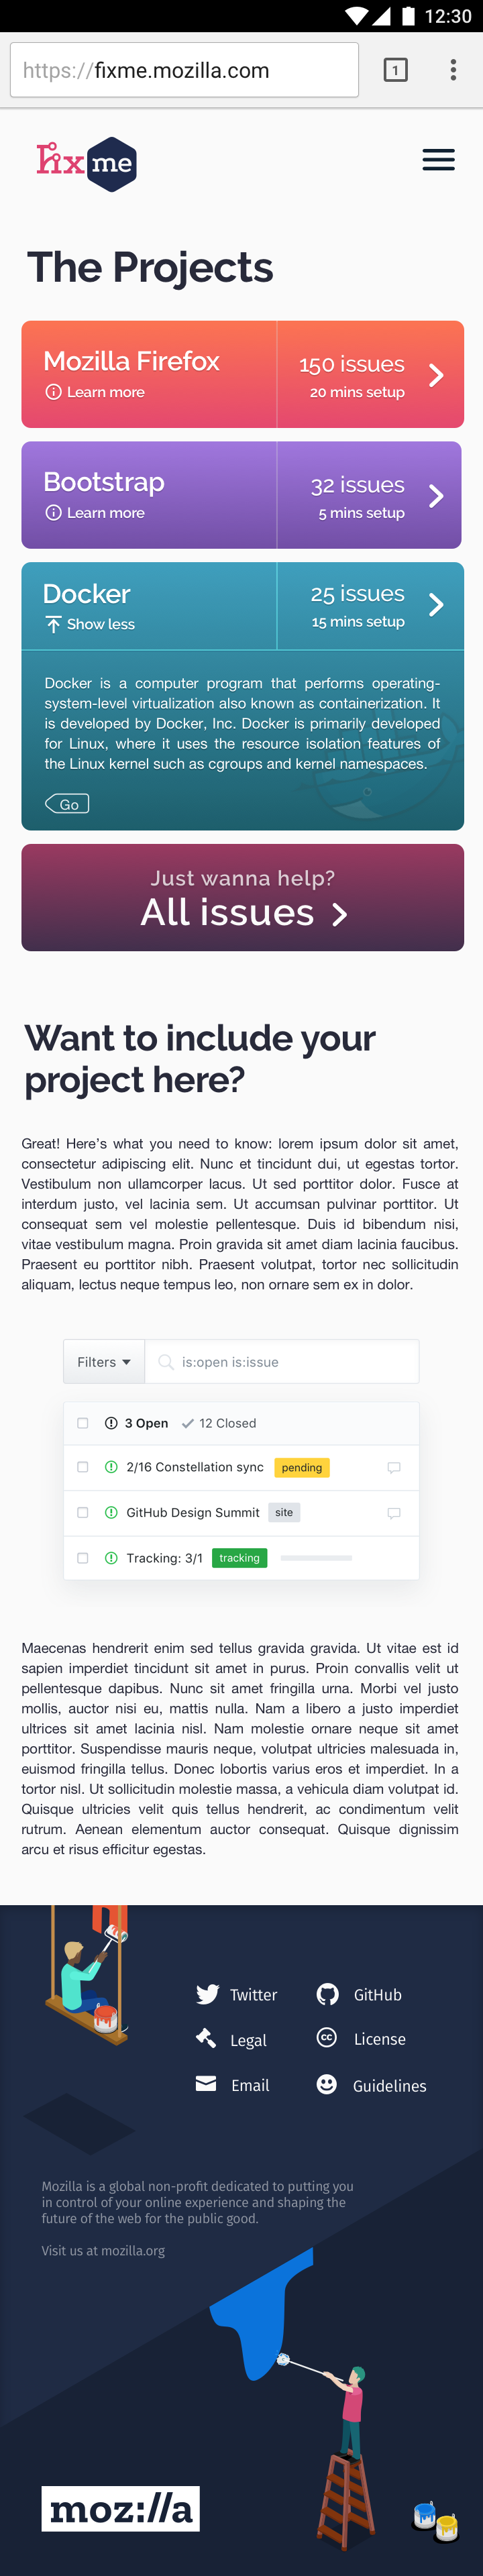 12:30
https://fixme.mozilla.com
1
fixme
The Projects
Mozilla Firefox
Learn more
150 issues
20 mins setup
Bootstrap
Learn more
32 issues
5 mins setup
Docker
Show less
25 issues
15 mins setup
Docker is a computer program that performs operating-
system-level virtualization also known as containerization. It
is developed by Docker, Inc. Docker is primarily developed
for Linux, where it uses the resource isolation features of
the Linux kernel such as cgroups and kernel namespaces.
Go
Just wanna help?
All issues
Want to include your
project here?
Great! Here's what you need to know: lorem ipsum dolor sit amet,
consectetur adipiscing elit. Nunc et tincidunt dui, ut egestas tortor.
Vestibulum non ullamcorper lacus. Ut sed porttitor dolor. Fusce at
interdum justo, vel lacinia sem. Ut accumsan pulvinar porttitor. Ut
consequat sem vel molestie pellentesque. Duis id bibendum nisi,
vitae vestibulum magna. Proin gravida sit amet diam lacinia faucibus.
Praesent eu porttitor nibh. Praesent volutpat, tortor nec sollicitudin
aliquam, lectus neque tempus leo, non ornare sem ex in dolor.
Filters
is:open is:issue
3 Open 12 Closed
2/16 Constellation sync pending
GitHub Design Summit site
Tracking: 3/1 tracking
Maecenas hendrerit enim sed tellus gravida gravida. Ut vitae est id
sapien imperdiet tincidunt sit amet in purus. Proin convallis velit ut
pellentesque dapibus. Nunc sit amet fringilla urna. Morbi vel justo
mollis, auctor nisi eu, mattis nulla. Nam a libero a justo imperdiet
ultrices sit amet lacinia nisl. Nam molestie ornare neque sit amet
porttitor. Suspendisse mauris neque, volutpat ultricies malesuada in,
euismod fringilla tellus. Donec lobortis varius eros et imperdiet. In a
tortor nisl. Ut sollicitudin molestie massa, a vehicula diam volutpat id.
Quisque ultricies velit quis tellus hendrerit, ac condimentum velit
rutrum. Aenean elementum auctor consequat. Quisque dignissim
arcu et risus efficitur egestas.
Twitter
GitHub
Legal
cc License
Email
Guidelines
Mozilla is a global non-profit dedicated to putting you
in control of your online experience and shaping the
future of the web for the public good.
Visit us at mozilla.org
moz://a